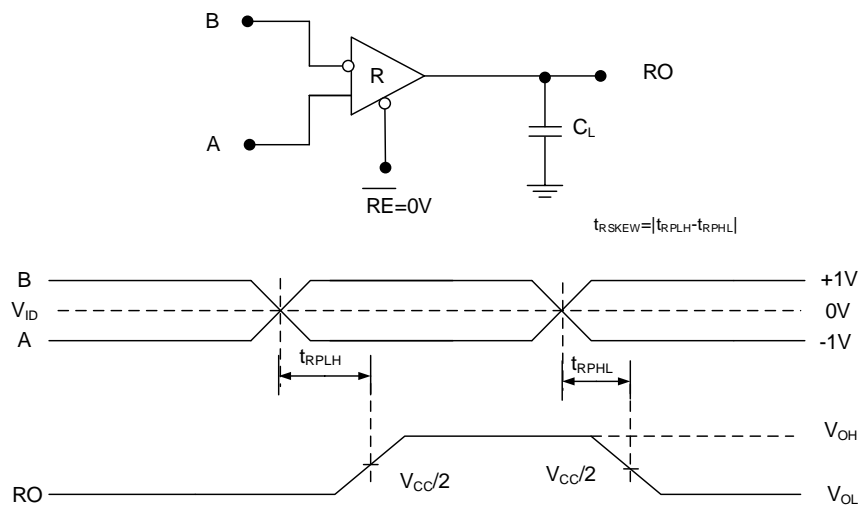 B
R
RO
A
C_L
RE=0V
t_RSKEW=|t_RPLH-t_RPHL|
B +1V
V_ID 0V
A -1V
t_RPLH t_RPHL
V_OH
V_CC/2 V_CC/2
RO V_OL